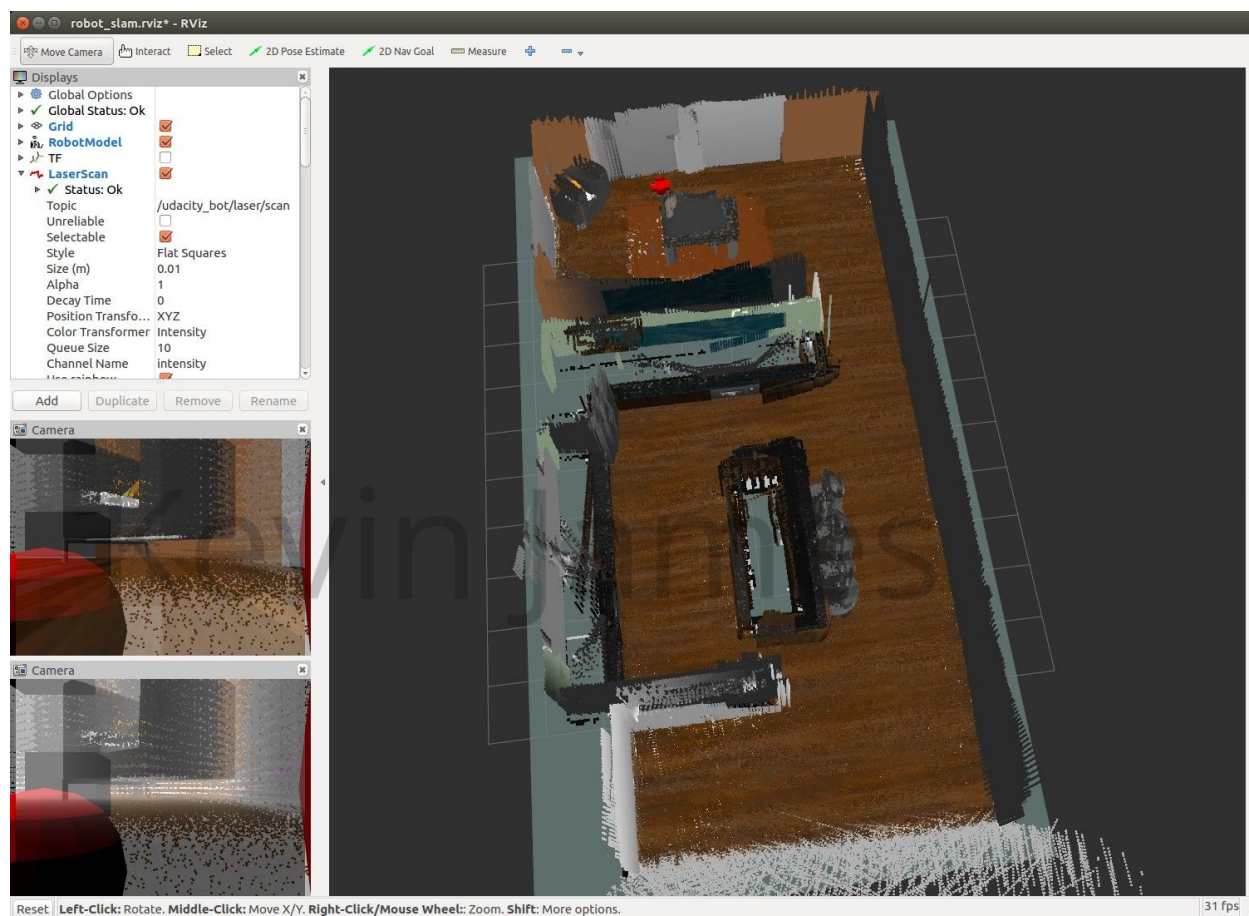 robot_slam.rviz* - RViz
Move Camera Interact Select 2D Pose Estimate 2D Nav Goal Measure
Displays
Global Options
Global Status: Ok
Grid
RobotModel
TF
LaserScan
Status: Ok
Topic /udacity_bot/laser/scan
Unreliable
Selectable
Style Flat Squares
Size (m) 0.01
Alpha 1
Decay Time 0
Position Transfo... XYZ
Color Transformer Intensity
Queue Size 10
Channel Name intensity
Use rainbow
Add Duplicate Remove Rename
Camera
Kevin James
Camera
Reset Left-Click: Rotate. Middle-Click: Move X/Y. Right-Click/Mouse Wheel:: Zoom. Shift: More options. 31 fps